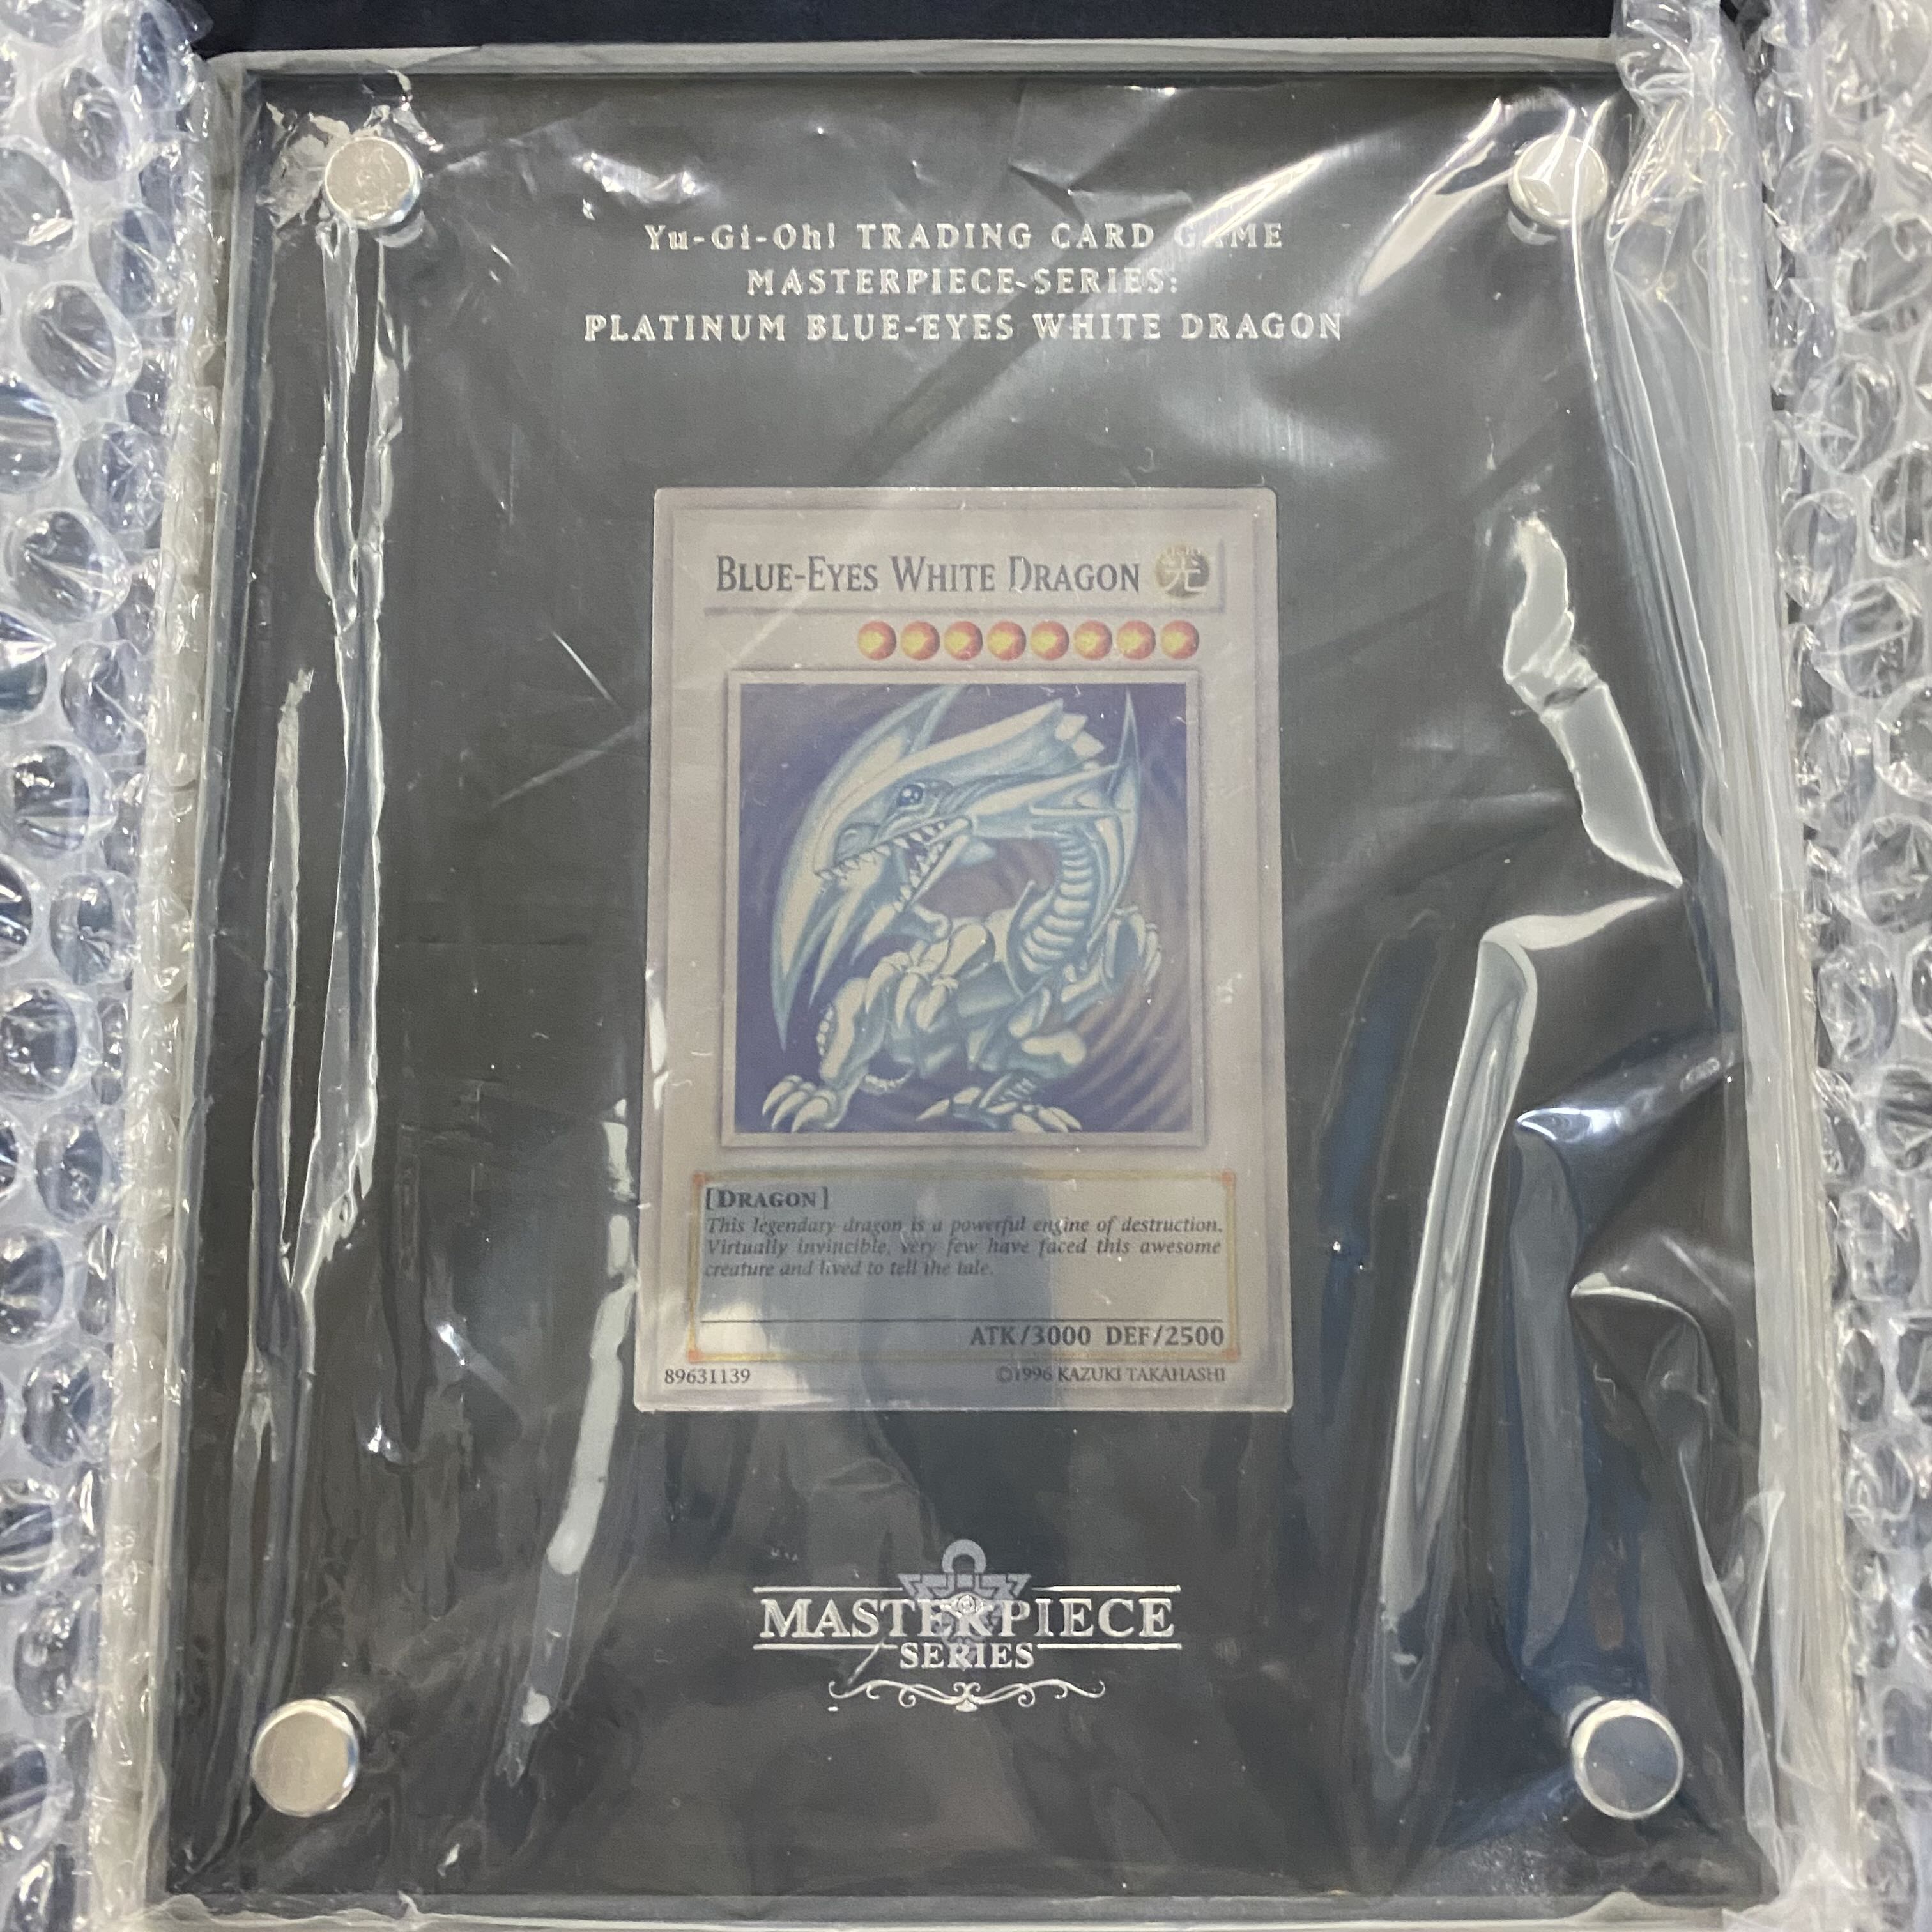 Yu-Gi-Oh! TRADING CARD GAME
MASTERPIECE SERIES:
PLATINUM BLUE-EYES WHITE DRAGON
BLUE-EYES WHITE DRAGON 光
[DRAGON]
This legendary dragon is a powerful engine of destruction.
Virtually invincible, very few have faced this awesome
creature and lived to tell the tale.
ATK/3000 DEF/2500
89631139 ©1996 KAZUKI TAKAHASHI
MASTERPIECE
SERIES